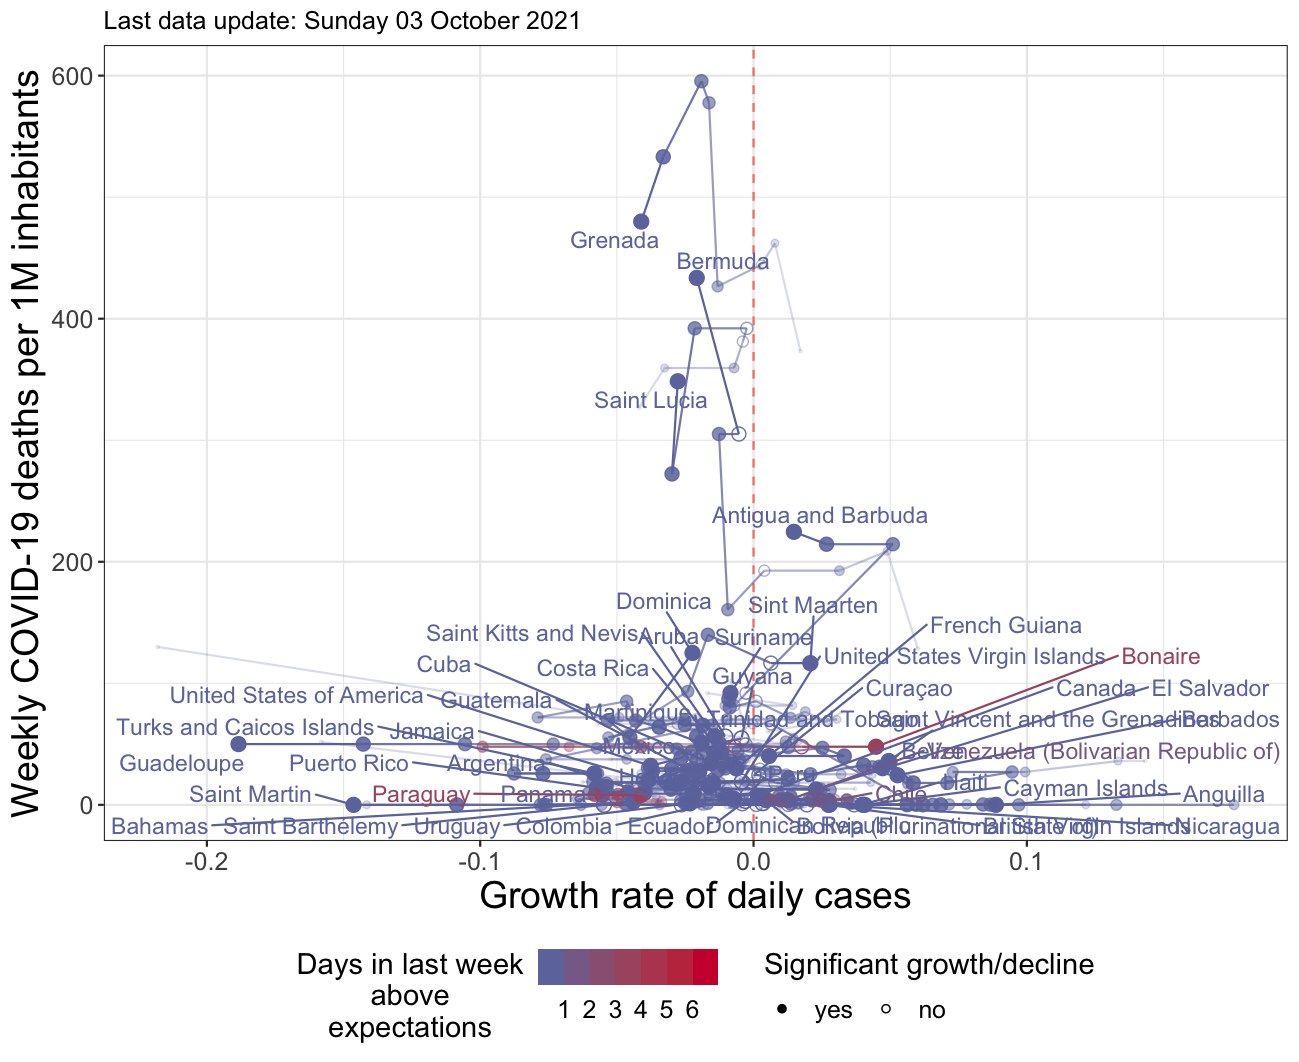 Last data update: Sunday 03 October 2021
Weekly COVID-19 deaths per 1M inhabitants
600
400
200
0
Grenada
Bermuda
Saint Lucia
Antigua and Barbuda
Dominica
Sint Maarten
Saint Kitts and Nevis
Aruba
Suriname
French Guiana
Cuba
Costa Rica
United States Virgin Islands
Bonaire
Guyana
United States of America
Guatemala
Curaçao
Canada
El Salvador
Martinique
Trinidad and Tobago
Saint Vincent and the Grenadines
Barbados
Turks and Caicos Islands
Jamaica
Mexico
Belize
Venezuela (Bolivarian Republic of)
Guadeloupe
Puerto Rico
Argentina
Peru
Haiti
Saint Martin
Paraguay
Panama
Chile
Cayman Islands
Anguilla
Bahamas
Saint Barthélemy
Uruguay
Colombia
Ecuador
Dominican Republic
Bolivia (Plurinational State of)
British Virgin Islands
Nicaragua
-0.2
-0.1
0.0
0.1
Growth rate of daily cases
Days in last week
above
expectations
1 2 3 4 5 6
Significant growth/decline
yes
no